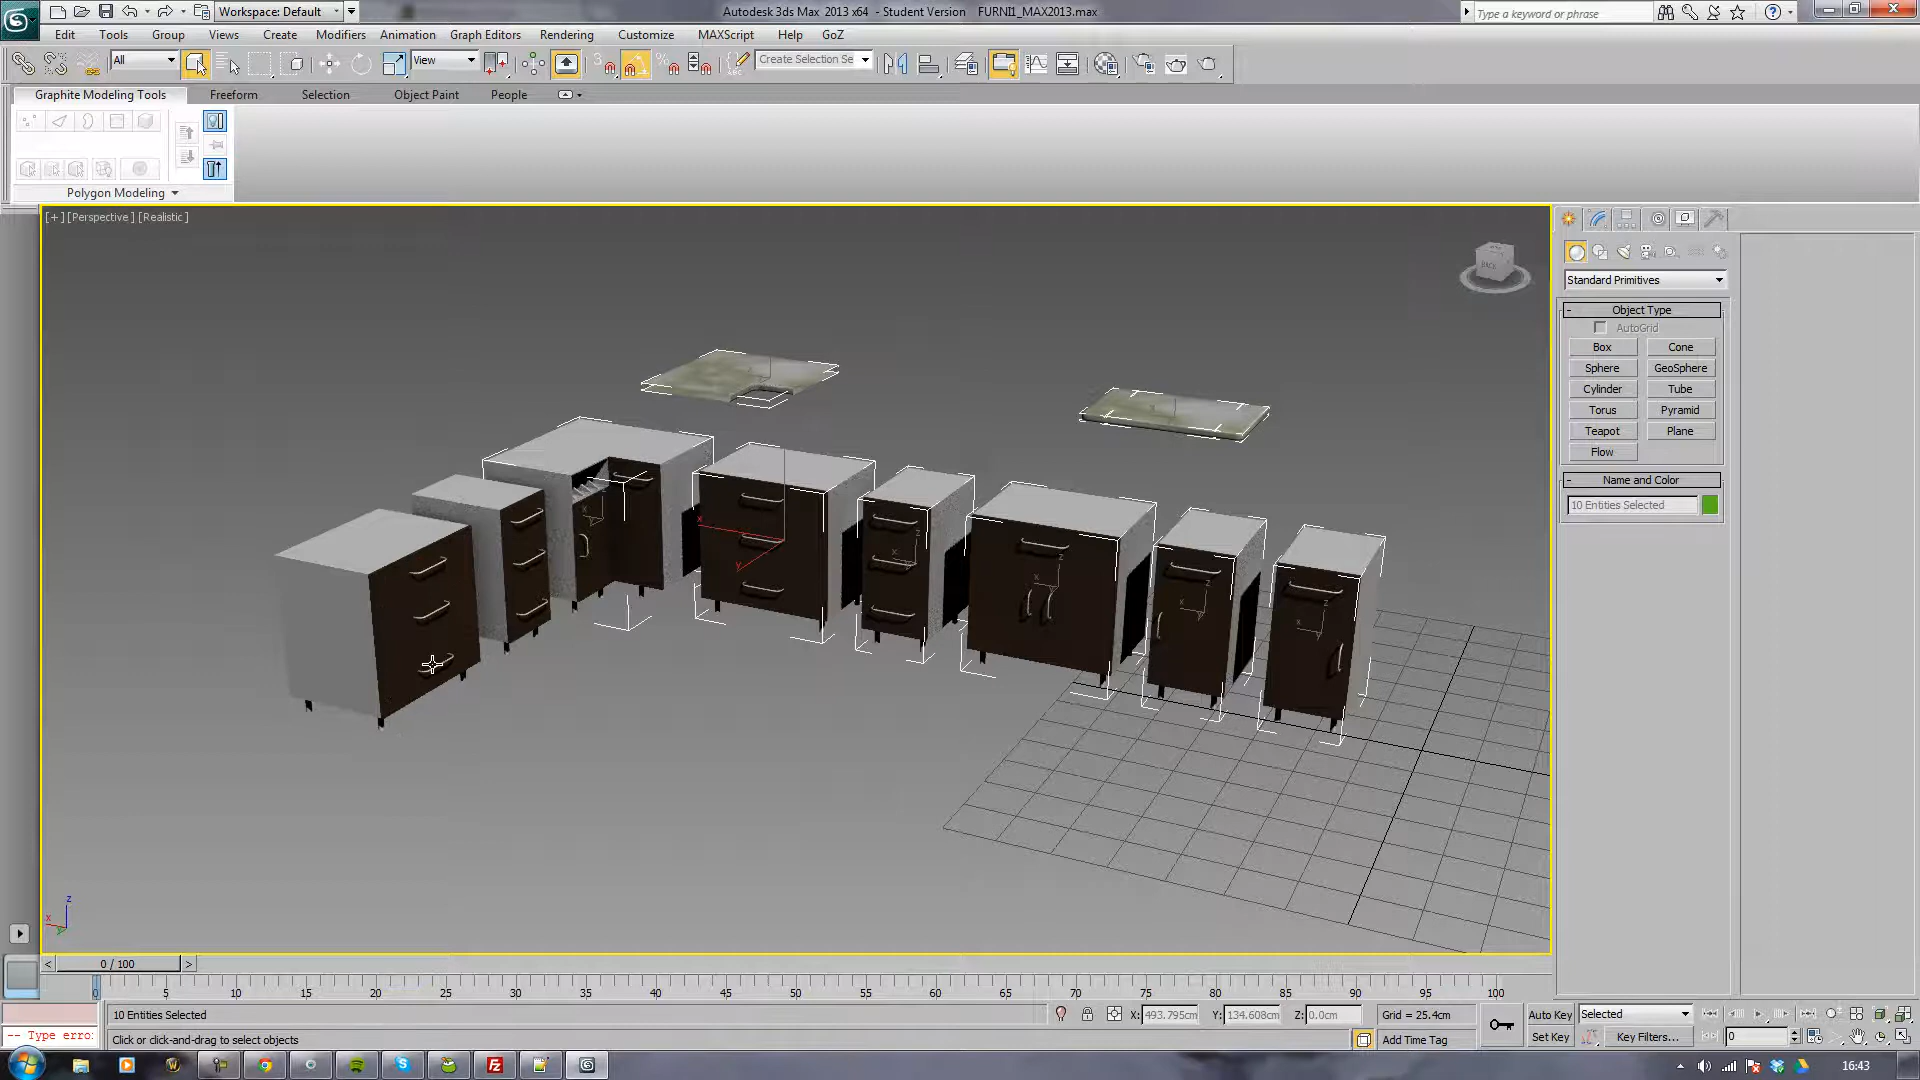 Workspace: Default
Autodesk 3ds Max 2013 x64 - Student Version FURNI1_MAX2013.max
Type a keyword or phrase
Edit Tools Group Views Create Modifiers Animation Graph Editors Rendering Customize MAXScript Help GoZ
All
View
3
Create Selection Se
Graphite Modeling Tools Freeform Selection Object Paint People
Polygon Modeling
[+] [Perspective] [Realistic]
BACK
Standard Primitives
- Object Type
AutoGrid
Box Cone
Sphere GeoSphere
Cylinder Tube
Torus Pyramid
Teapot Plane
Flow
- Name and Color
10 Entities Selected
x
y
z
x
< 0 / 100 >
0 5 10 15 20 25 30 35 40 45 50 55 60 65 70 75 80 85 90 95 100
10 Entities Selected
X: 493.795cm Y: 134.608cm Z: 0.0cm Grid = 25.4cm Auto Key Selected
-- Type erro:
Click or click-and-drag to select objects
Add Time Tag Set Key Key Filters... 0
16:43